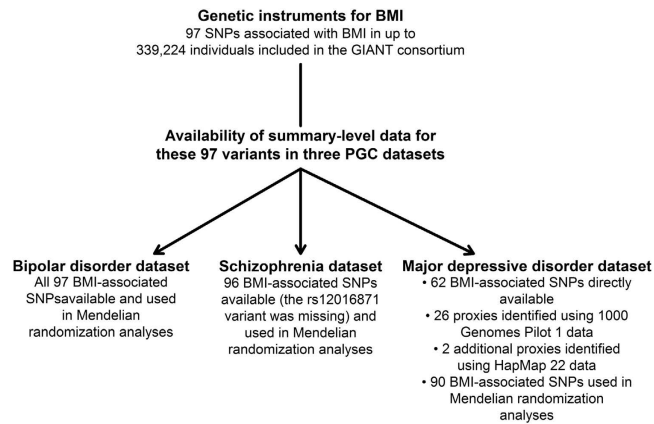 Genetic instruments for BMI
97 SNPs associated with BMI in up to
339,224 individuals included in the GIANT consortium
Availability of summary-level data for
these 97 variants in three PGC datasets
Bipolar disorder dataset
All 97 BMI-associated
SNPsavailable and used
in Mendelian
randomization analyses
Schizophrenia dataset
96 BMI-associated SNPs
available (the rs12016871
variant was missing) and
used in Mendelian
randomization analyses
Major depressive disorder dataset
• 62 BMI-associated SNPs directly
available
• 26 proxies identified using 1000
Genomes Pilot 1 data
• 2 additional proxies identified
using HapMap 22 data
• 90 BMI-associated SNPs used in
Mendelian randomization
analyses